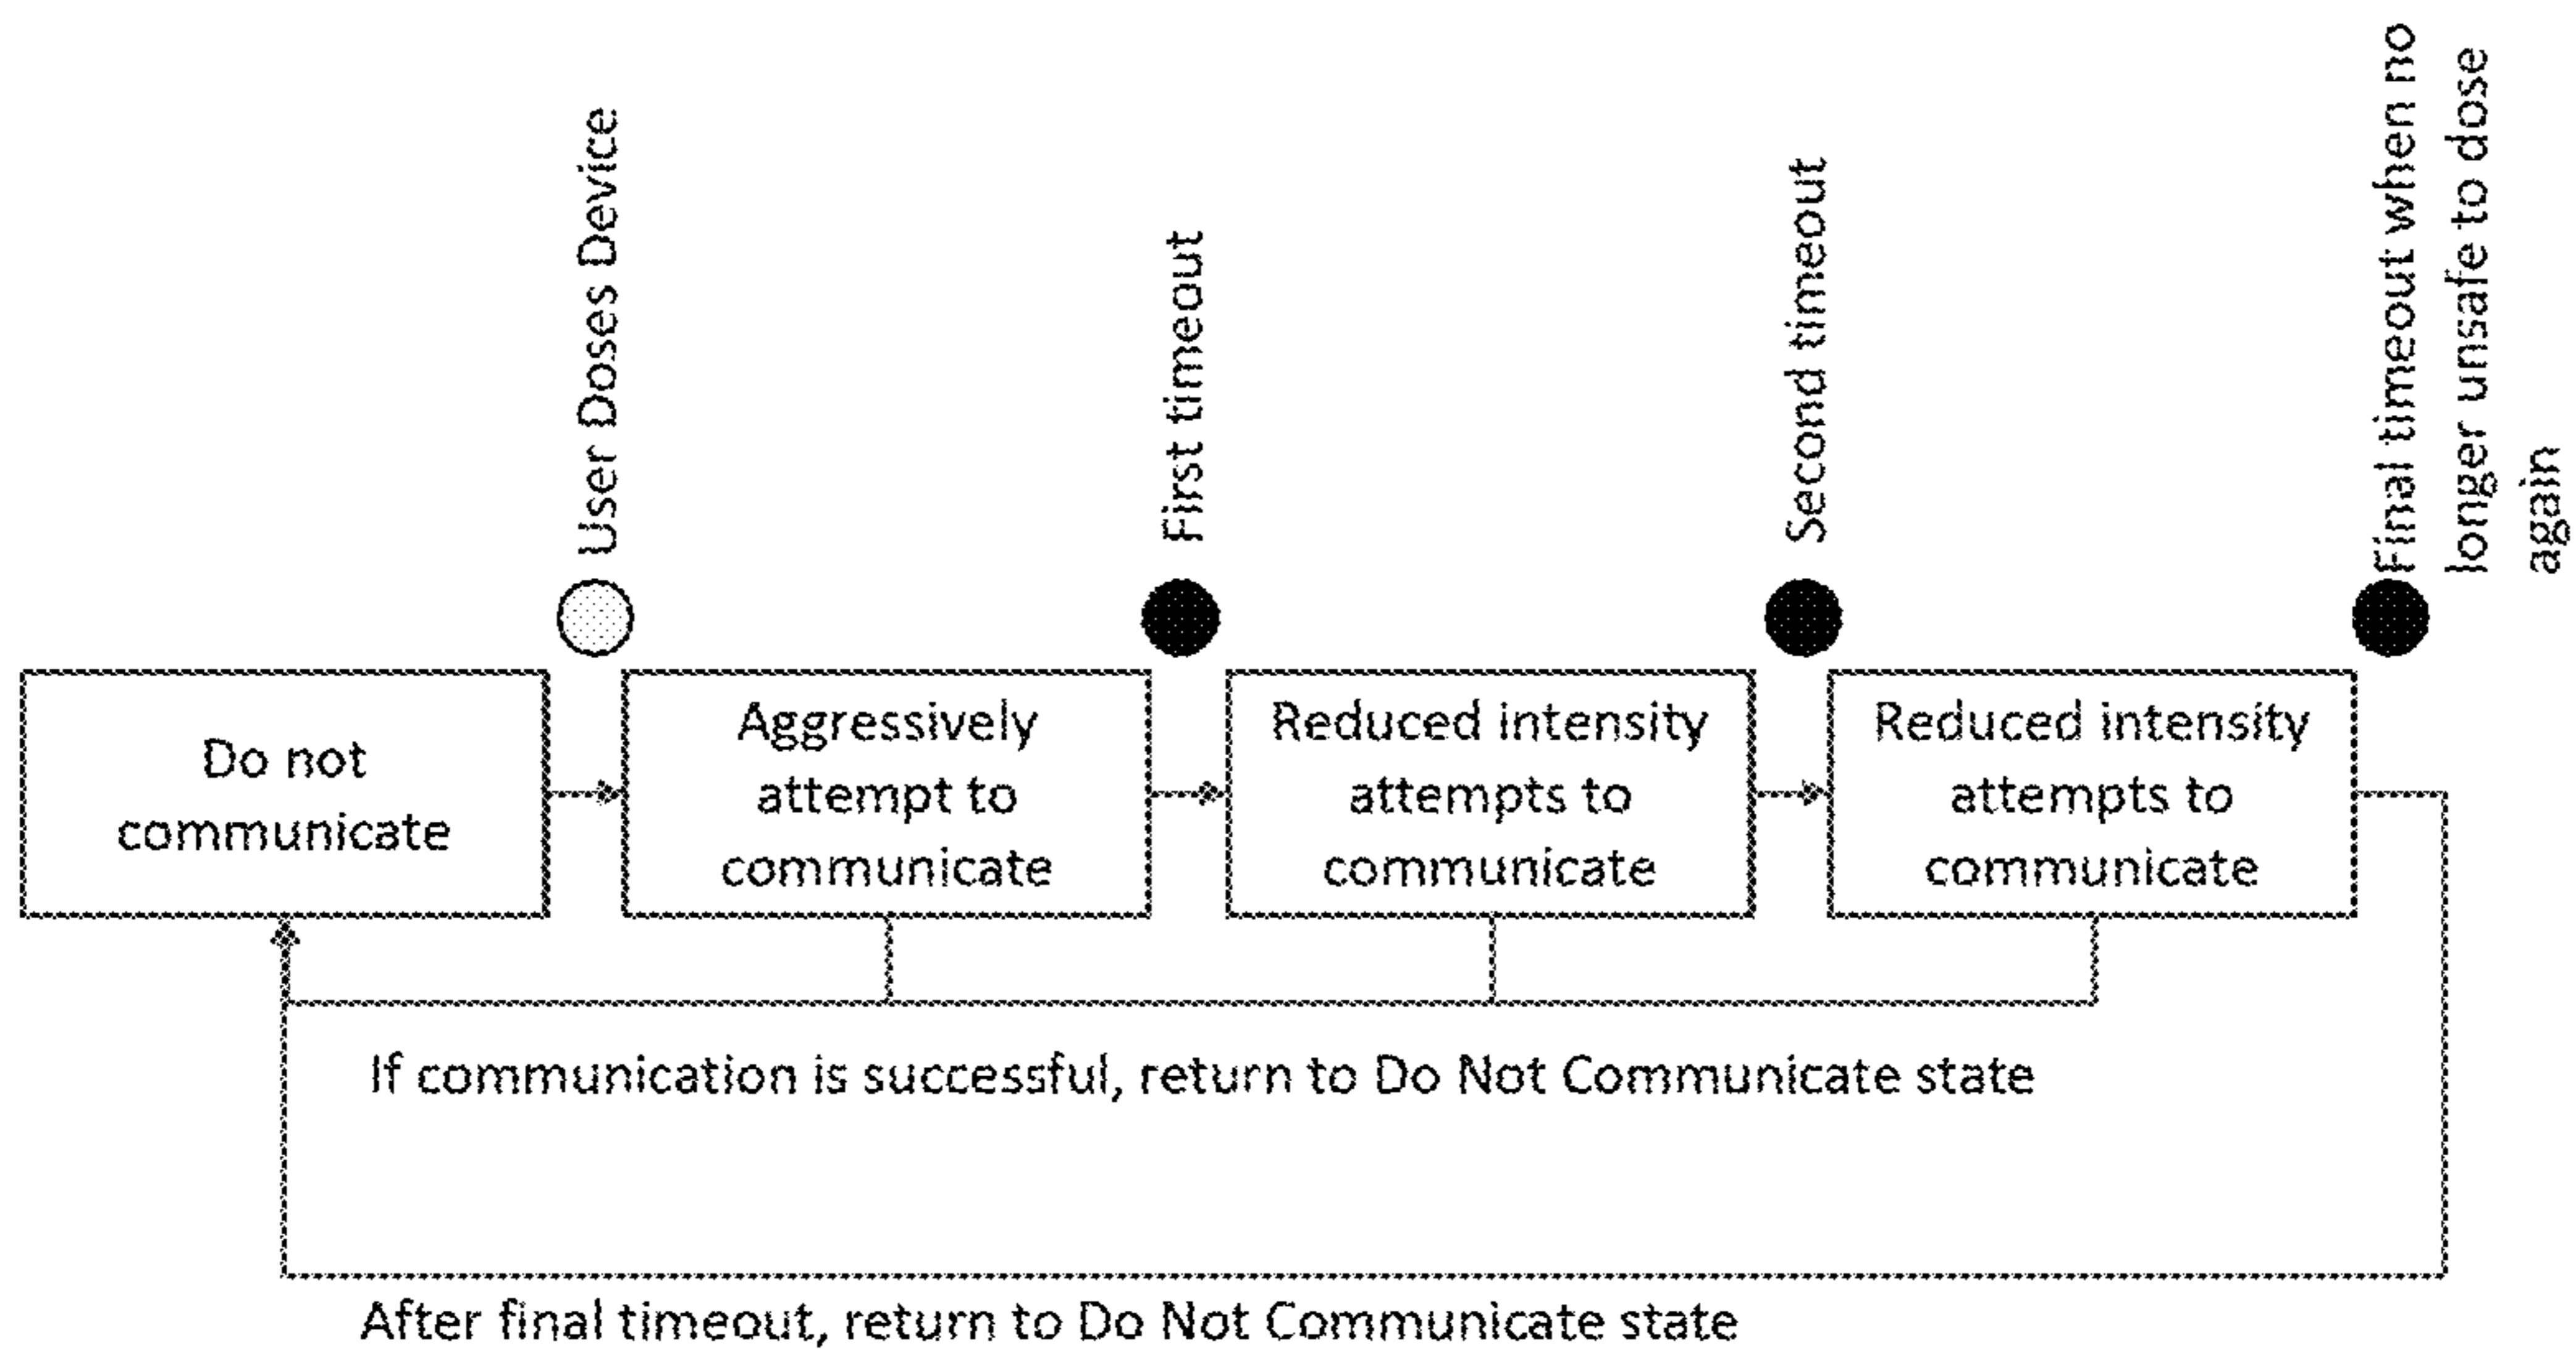 User Doses Device
First timeout
Second timeout
Final timeout when no
longer unsafe to dose
again
Do not
communicate
Aggressively
attempt to
communicate
Reduced intensity
attempts to
communicate
Reduced intensity
attempts to
communicate
If communication is successful, return to Do Not Communicate state
After final timeout, return to Do Not Communicate state